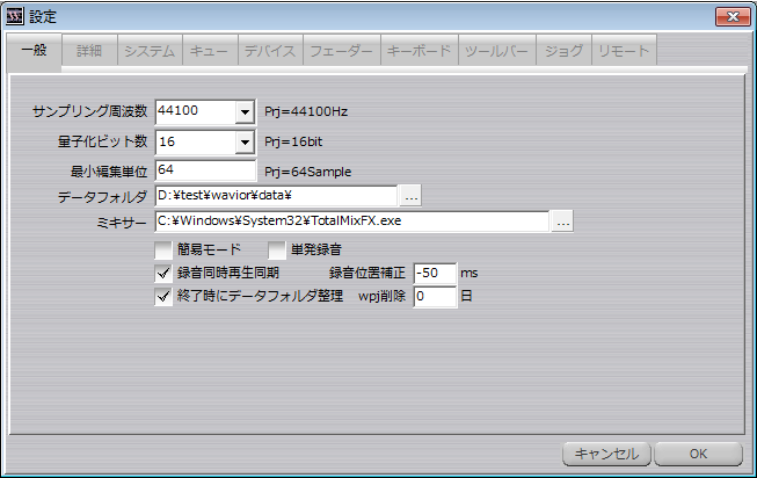 設定
一般 詳細 システム キュー デバイス フェーダー キーボード ツールバー ジョグ リモート
サンプリング周波数 44100 Prj=44100Hz
量子化ビット数 16 Prj=16bit
最小編集単位 64 Prj=64Sample
データフォルダ D:¥test¥wavior¥data¥ ...
ミキサー C:¥Windows¥System32¥TotalMixFX.exe ...
簡易モード 単発録音
録音同時再生同期 録音位置補正 -50 ms
終了時にデータフォルダ整理 wpj削除 0 日
キャンセル OK